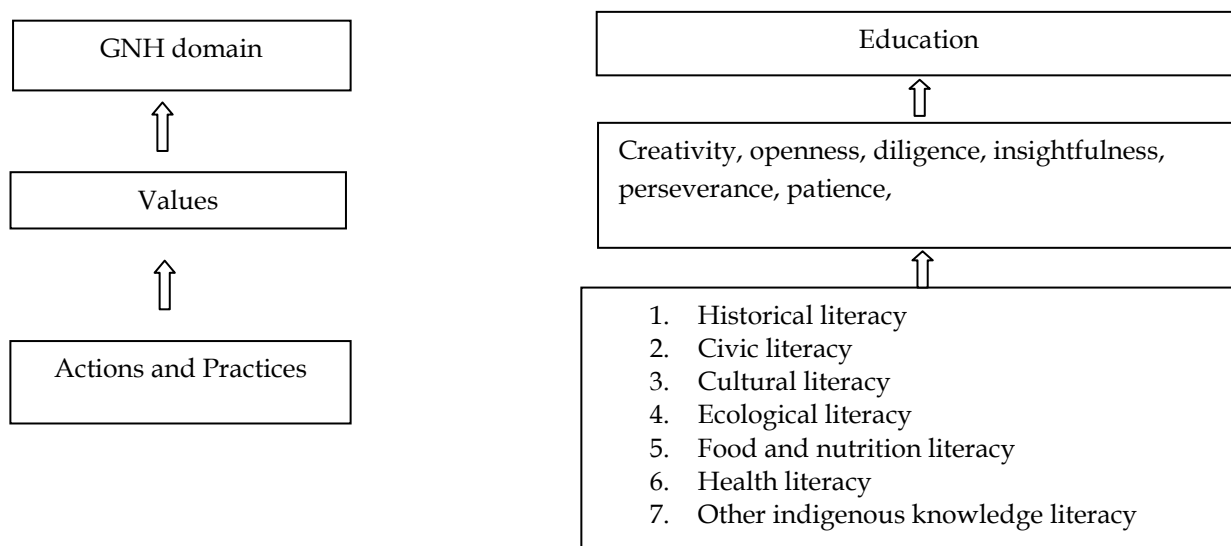 GNH domain
Values
Actions and Practices
Education
Creativity, openness, diligence, insightfulness,
perseverance, patience,
1. Historical literacy
2. Civic literacy
3. Cultural literacy
4. Ecological literacy
5. Food and nutrition literacy
6. Health literacy
7. Other indigenous knowledge literacy